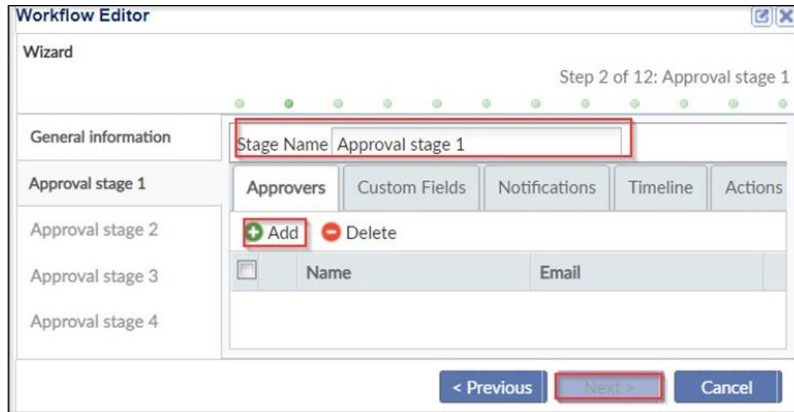 Workflow Editor
Wizard
Step 2 of 12: Approval stage 1
General information
Stage Name Approval stage 1
Approval stage 1
Approvers Custom Fields Notifications Timeline Actions
Approval stage 2
Add Delete
Approval stage 3
Name Email
Approval stage 4
< Previous Next > Cancel